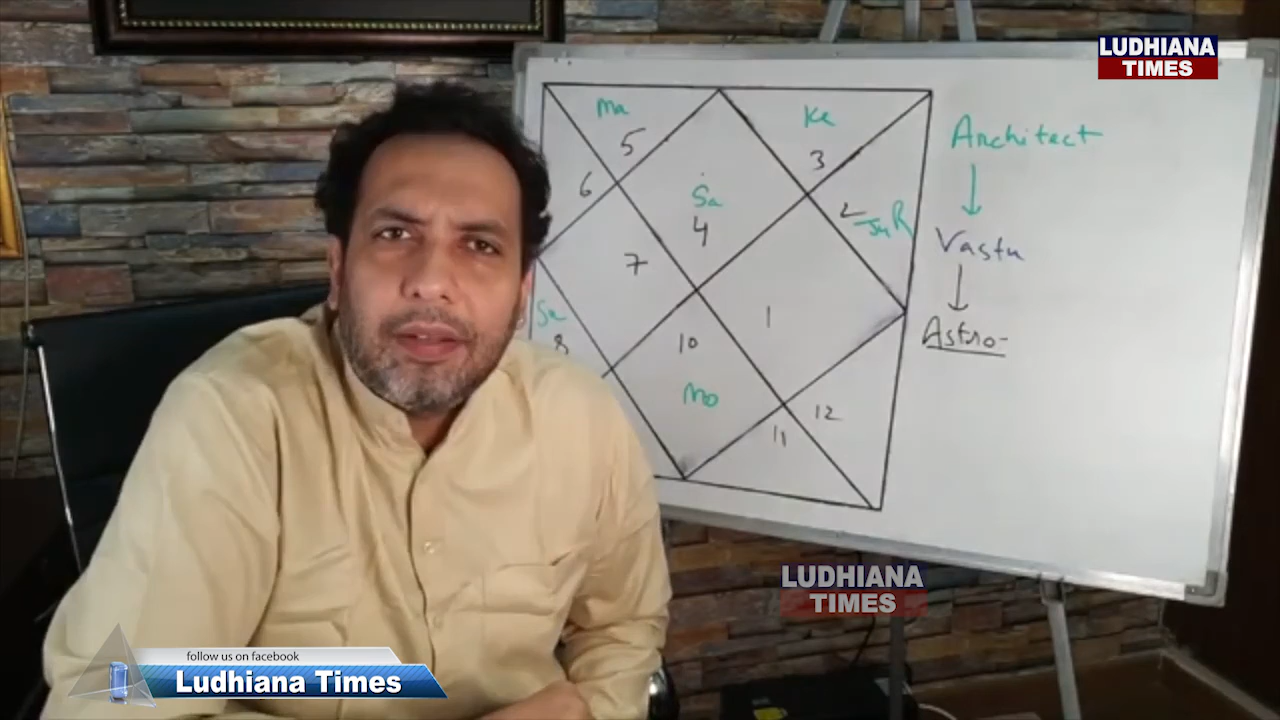 LUDHIANA
TIMES
Ma
Ke
5
3
6
Sa
2
Ju R
4
7
Se
8
1
10
Mo
12
11
Architect
Vastu
Astro-
LUDHIANA
TIMES
follow us on facebook
Ludhiana Times